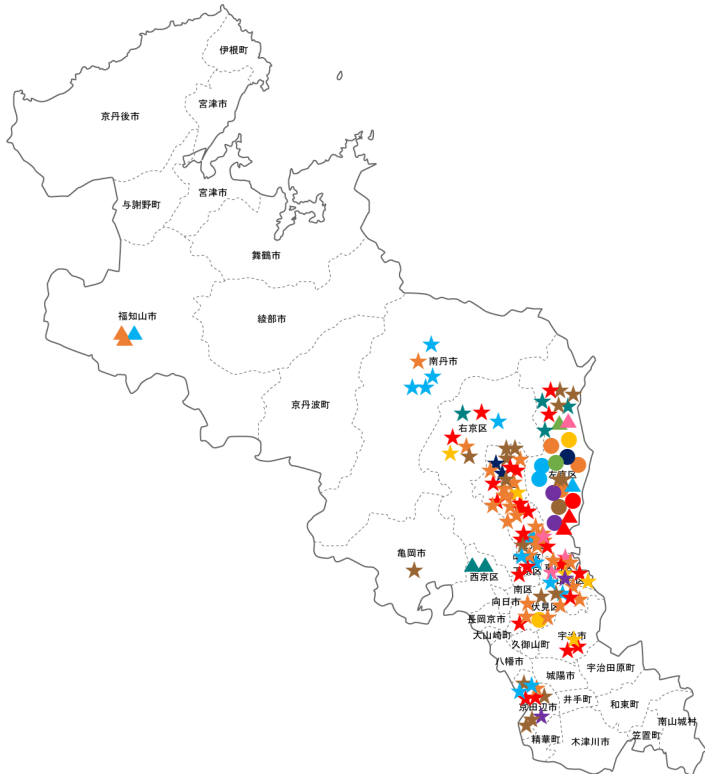 伊根町
宮津市
京丹後市
宮津市
与謝野町
舞鶴市
福知山市
綾部市
南丹市
京丹波町
右京区
左京区
亀岡市
西京区
南区
向日市
伏見区
長岡京市
大山崎町
宇治市
久御山町
八幡市
宇治田原町
城陽市
井手町
和束町
京田辺市
南山城村
笠置町
精華町
木津川市